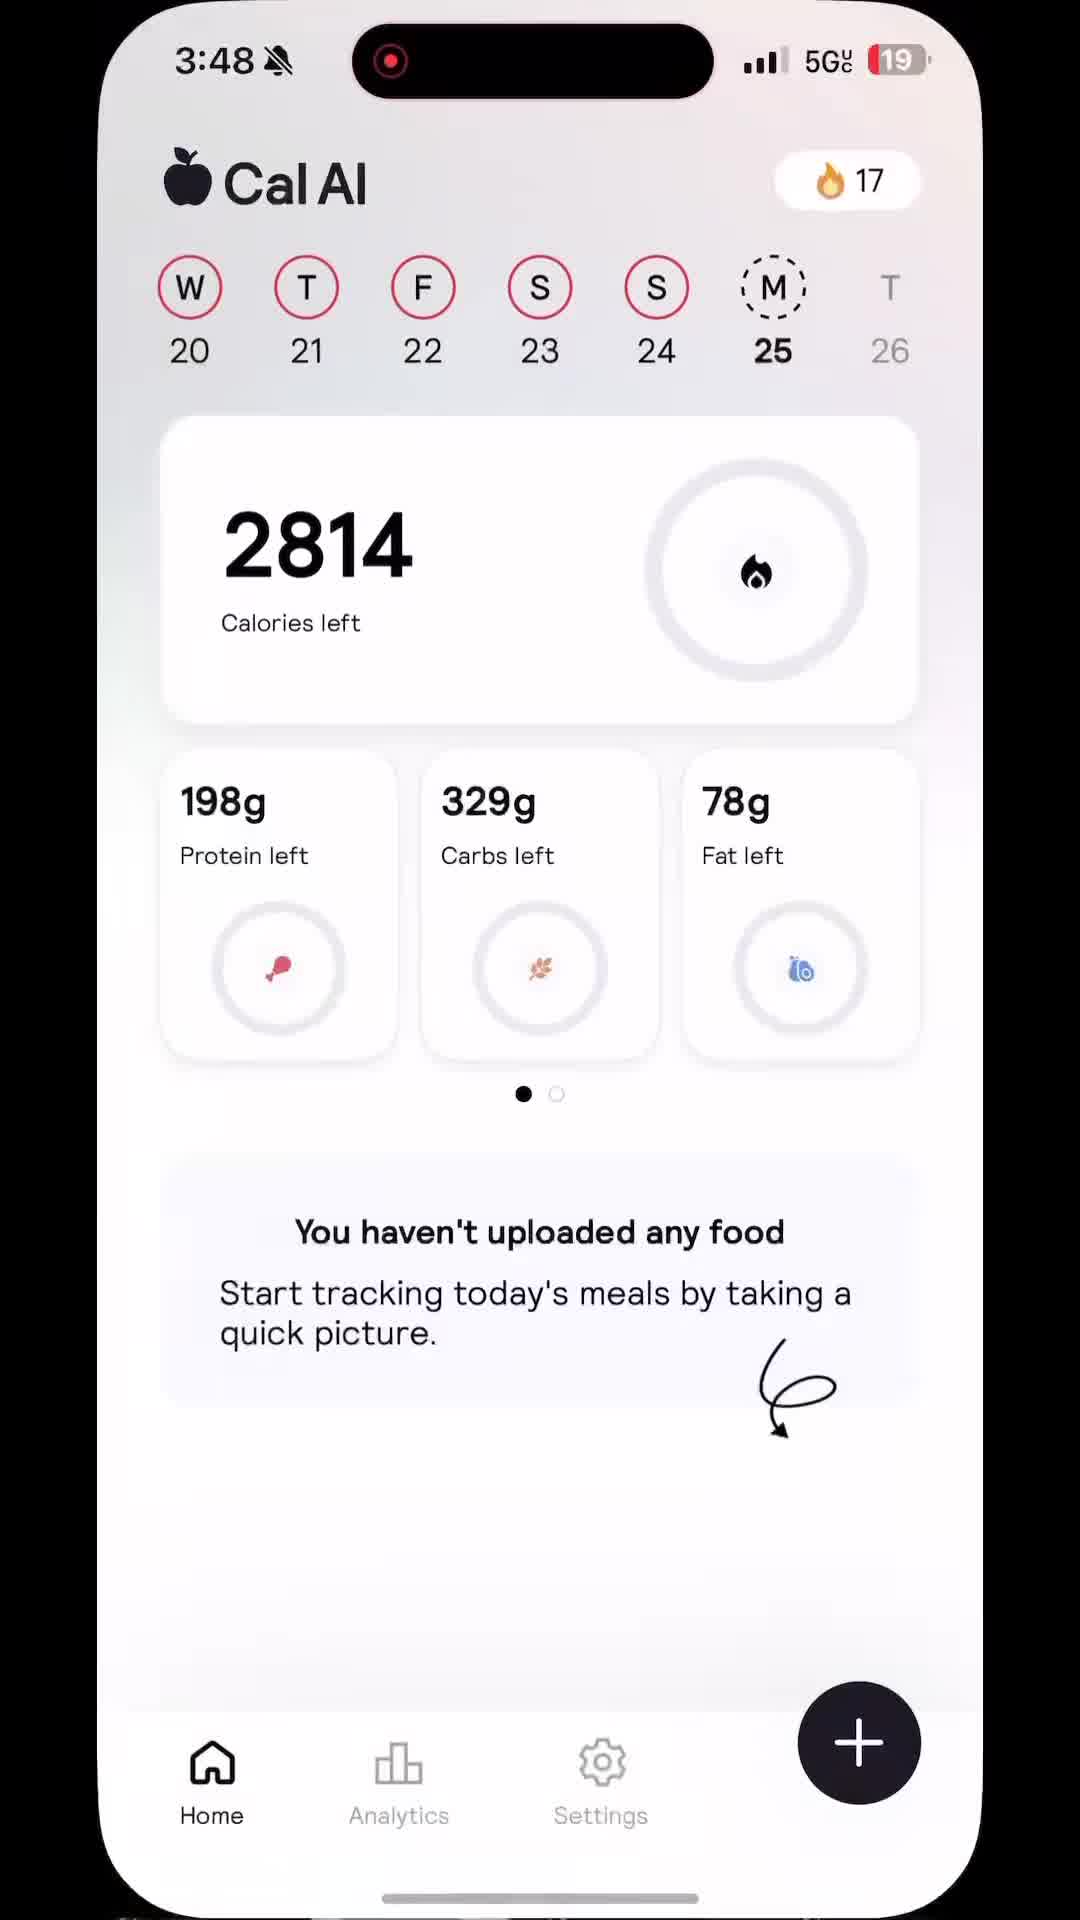 3:48 5G 19
Cal AI 17
W T F S S M T
20 21 22 23 24 25 26
2814
Calories left
198g 329g 78g
Protein left Carbs left Fat left
You haven't uploaded any food
Start tracking today's meals by taking a
quick picture.
Home Analytics Settings